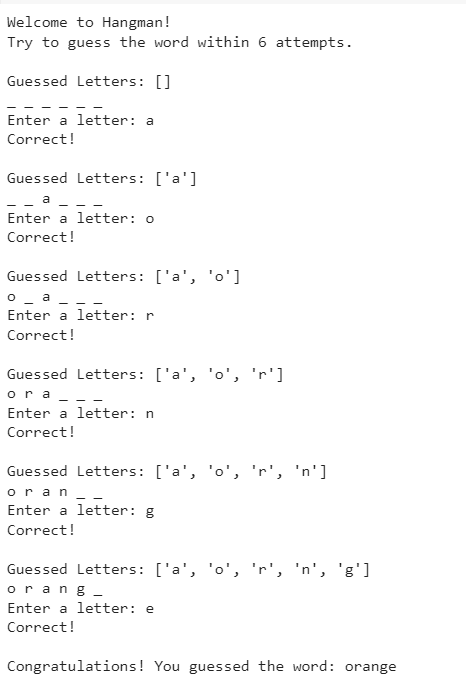 Welcome to Hangman!
Try to guess the word within 6 attempts.
Guessed Letters: []
_ _ _ _ _ _
Enter a letter: a
Correct!
Guessed Letters: ['a']
_ _ a _ _ _
Enter a letter: o
Correct!
Guessed Letters: ['a', 'o']
o _ a _ _ _
Enter a letter: r
Correct!
Guessed Letters: ['a', 'o', 'r']
o r a _ _ _
Enter a letter: n
Correct!
Guessed Letters: ['a', 'o', 'r', 'n']
o r a n _ _
Enter a letter: g
Correct!
Guessed Letters: ['a', 'o', 'r', 'n', 'g']
o r a n g _
Enter a letter: e
Correct!
Congratulations! You guessed the word: orange